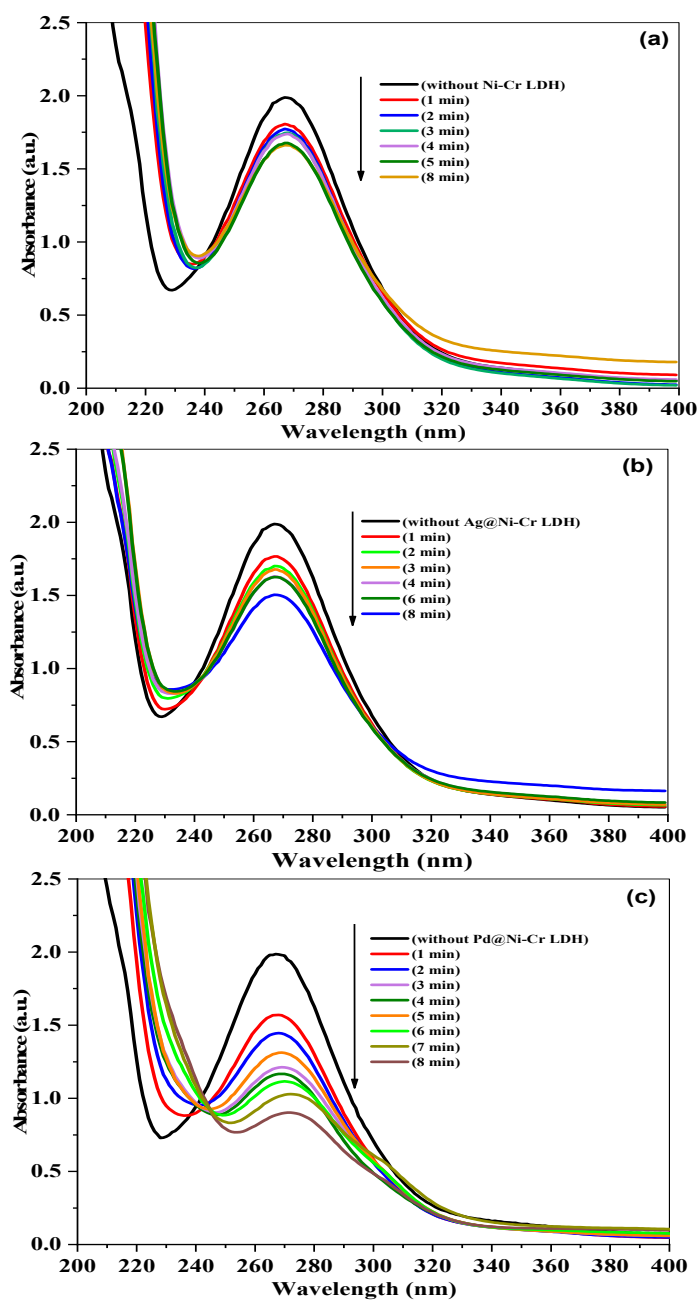 (a)
2.5
2.0
1.5
1.0
0.5
0.0
Absorbance (a.u.)
(without Ni-Cr LDH)
(1 min)
(2 min)
(3 min)
(4 min)
(5 min)
(8 min)
200 220 240 260 280 300 320 340 360 380 400
Wavelength (nm)
(b)
2.5
2.0
1.5
1.0
0.5
0.0
Absorbance (a.u.)
(without Ag@Ni-Cr LDH)
(1 min)
(2 min)
(3 min)
(4 min)
(6 min)
(8 min)
200 220 240 260 280 300 320 340 360 380 400
Wavelength (nm)
(c)
2.5
2.0
1.5
1.0
0.5
0.0
Absorbance (a.u.)
(without Pd@Ni-Cr LDH)
(1 min)
(2 min)
(3 min)
(4 min)
(5 min)
(6 min)
(7 min)
(8 min)
200 220 240 260 280 300 320 340 360 380 400
Wavelength (nm)